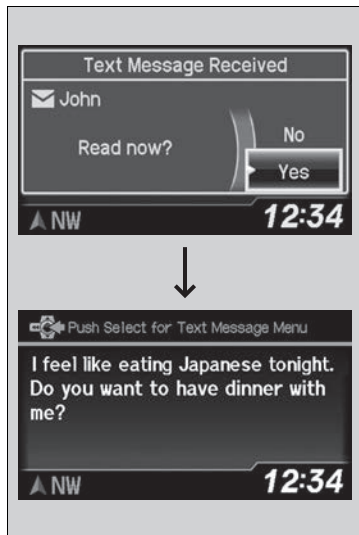 Text Message Received
John
Read now?
No
Yes
NW
12:34
Push Select for Text Message Menu
I feel like eating Japanese tonight.
Do you want to have dinner with
me?
NW
12:34